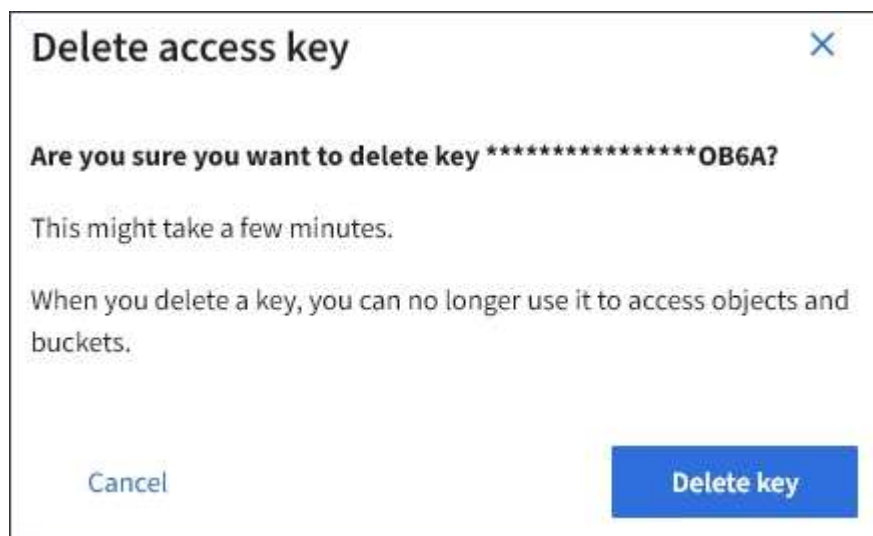 Delete access key
Are you sure you want to delete key ****************OB6A?
This might take a few minutes.
When you delete a key, you can no longer use it to access objects and
buckets.
Cancel
Delete key